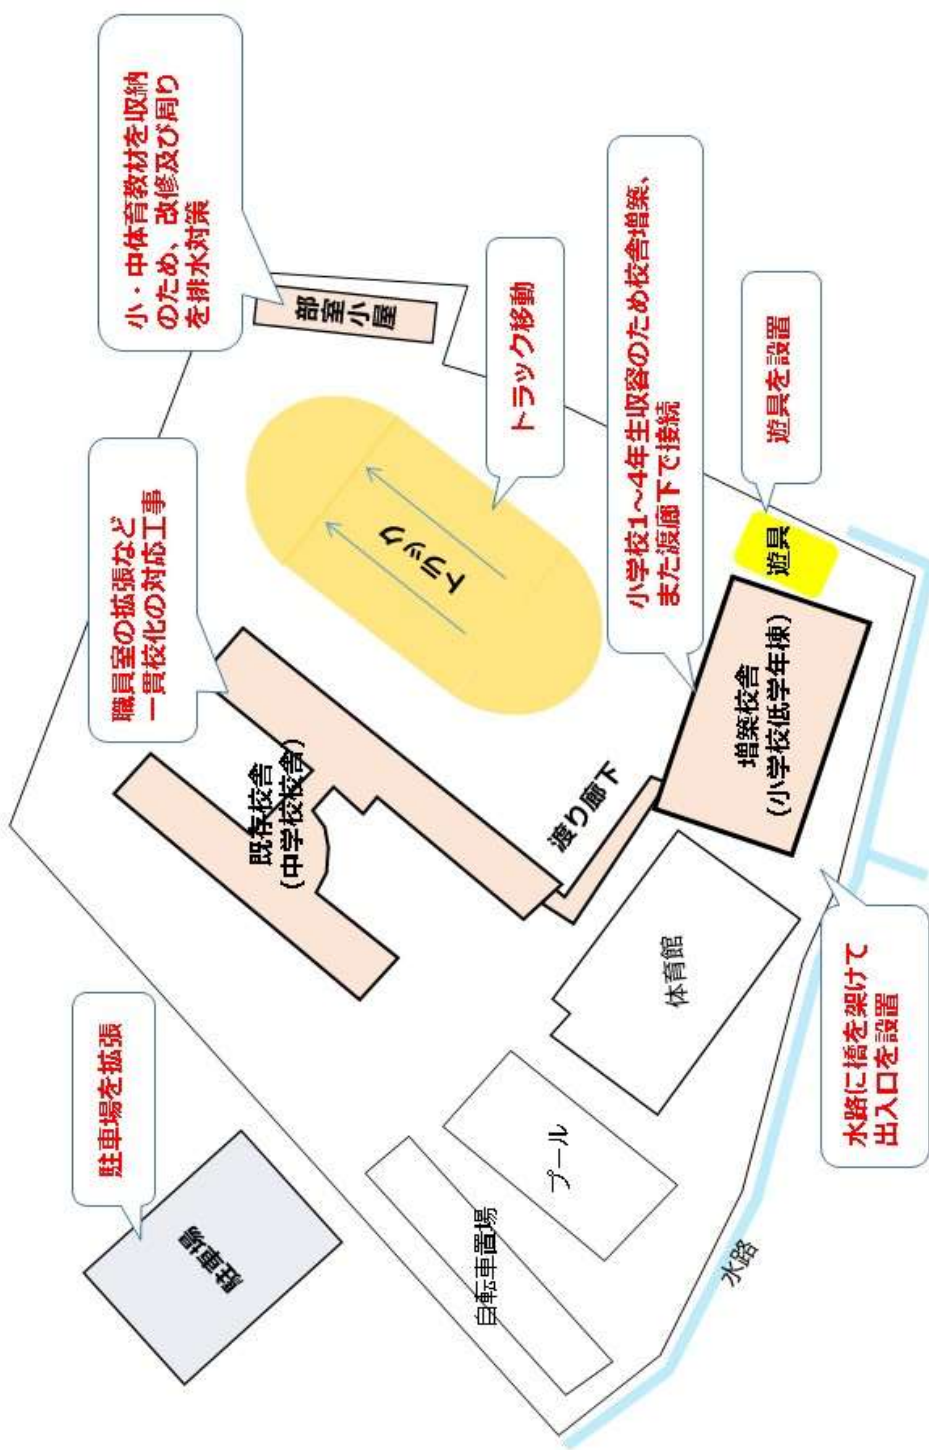 小・中体育教材を収納
のため、改修及び周り
を排水対策
部室小屋
職員室の拡張など
一貫校化の対応工事
トラック移動
トラック
小学校1～4年生収容のため校舎増築、
また渡廊下で接続
遊具を設置
遊具
既存校舎
(中学校校舎)
渡り廊下
増築校舎
(小学校低学年棟)
駐車場を拡張
駐車場
体育館
プール
自転車置場
水路に橋を架けて
出入口を設置
水路